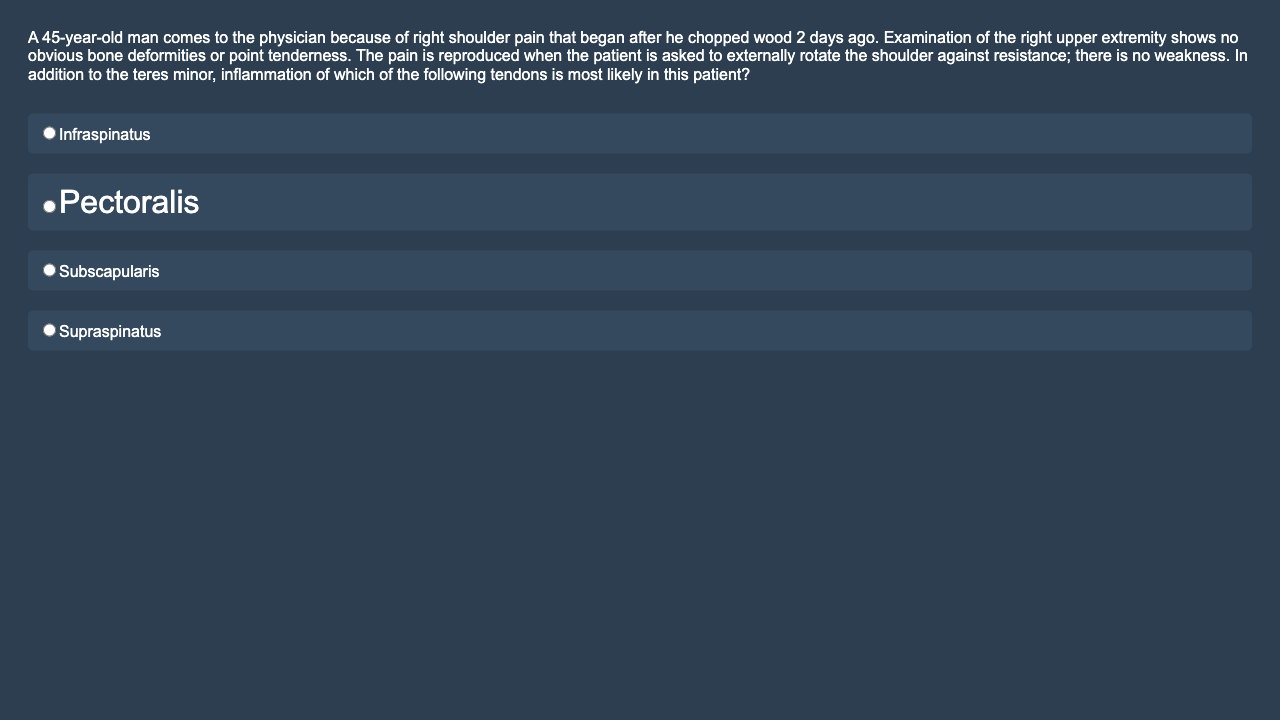 A 45-year-old man comes to the physician because of right shoulder pain that began after he chopped wood 2 days ago. Examination of the right upper extremity shows no
obvious bone deformities or point tenderness. The pain is reproduced when the patient is asked to externally rotate the shoulder against resistance; there is no weakness. In
addition to the teres minor, inflammation of which of the following tendons is most likely in this patient?
Infraspinatus
Pectoralis
Subscapularis
Supraspinatus